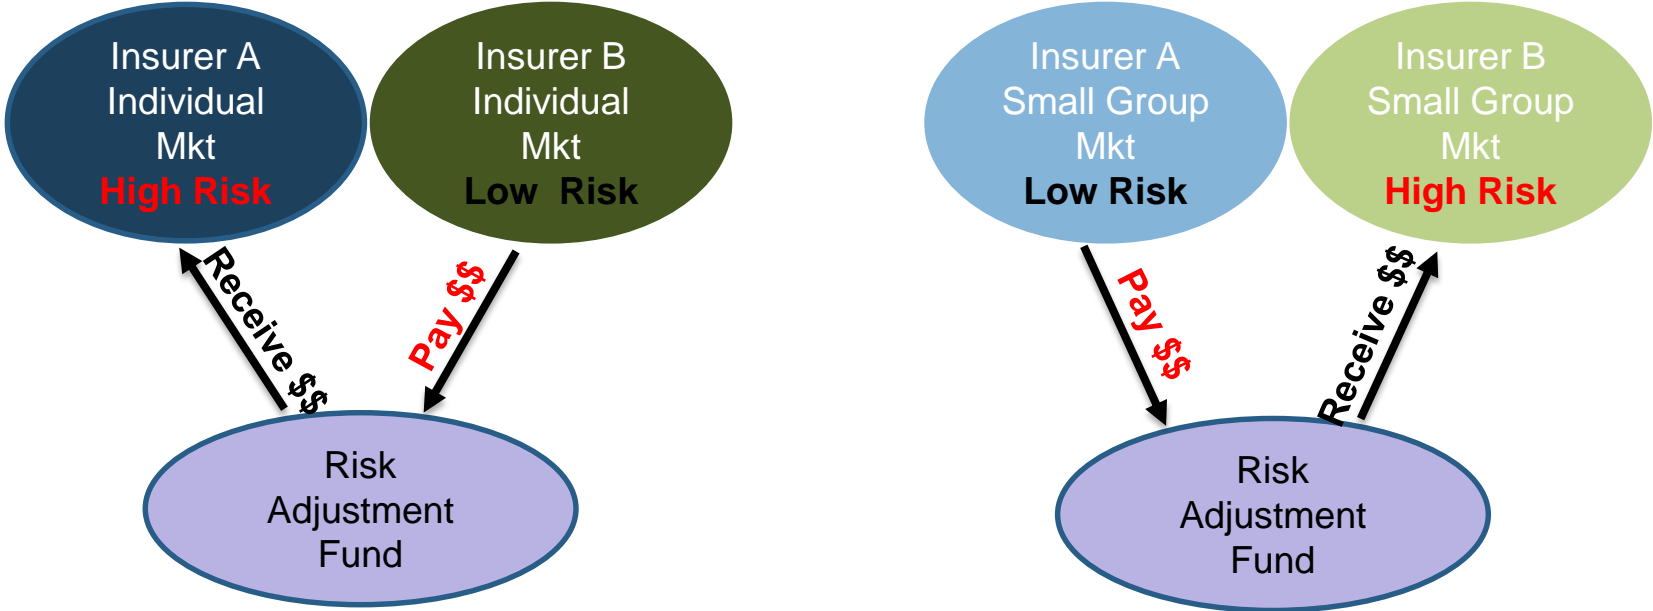 Insurer A
Individual
Mkt
High Risk
Insurer B
Individual
Mkt
Low Risk
Receive $$
Pay $$
Risk
Adjustment
Fund
Insurer A
Small Group
Mkt
Low Risk
Insurer B
Small Group
Mkt
High Risk
Pay $$
Receive $$
Risk
Adjustment
Fund